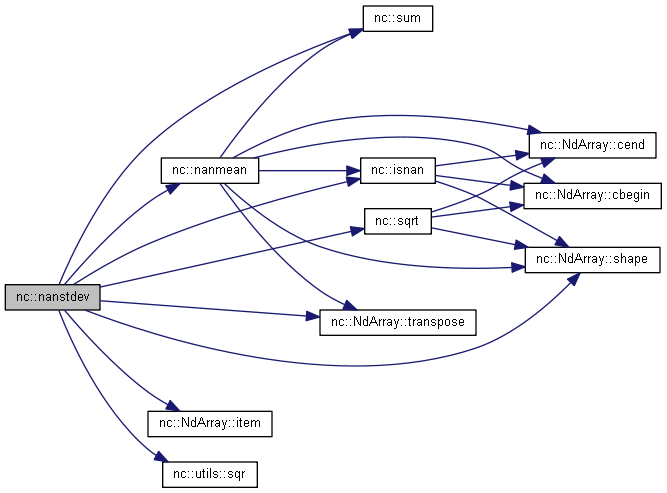 nc::sum
nc::NdArray::cend
nc::nanmean
nc::isnan
nc::NdArray::cbegin
nc::sqrt
nc::NdArray::shape
nc::nanstdev
nc::NdArray::transpose
nc::NdArray::item
nc::utils::sqr